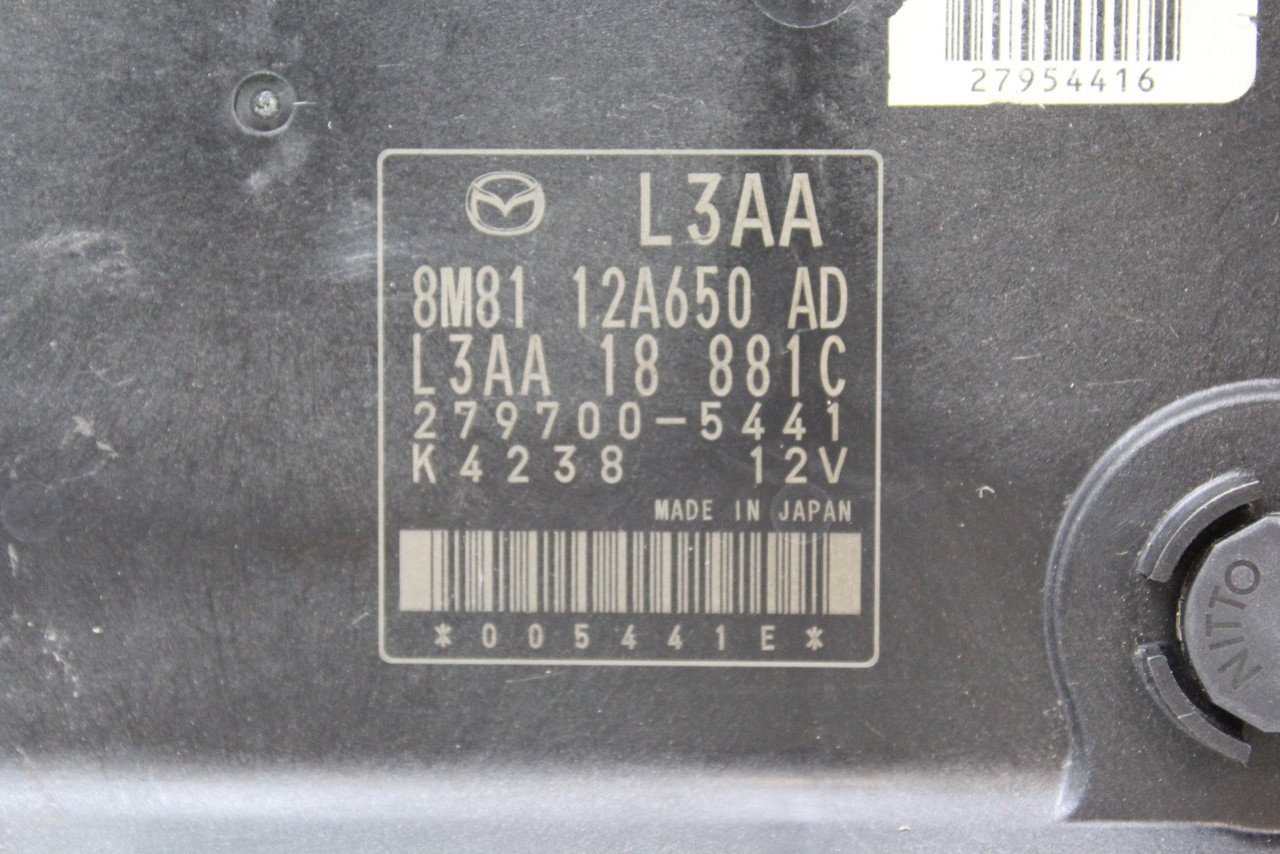 27954416
L3AA
8M81 12A650 AD
L3AA 18 881C
279700-5441
K4238 12V
MADE IN JAPAN
*005441E*
NITTO